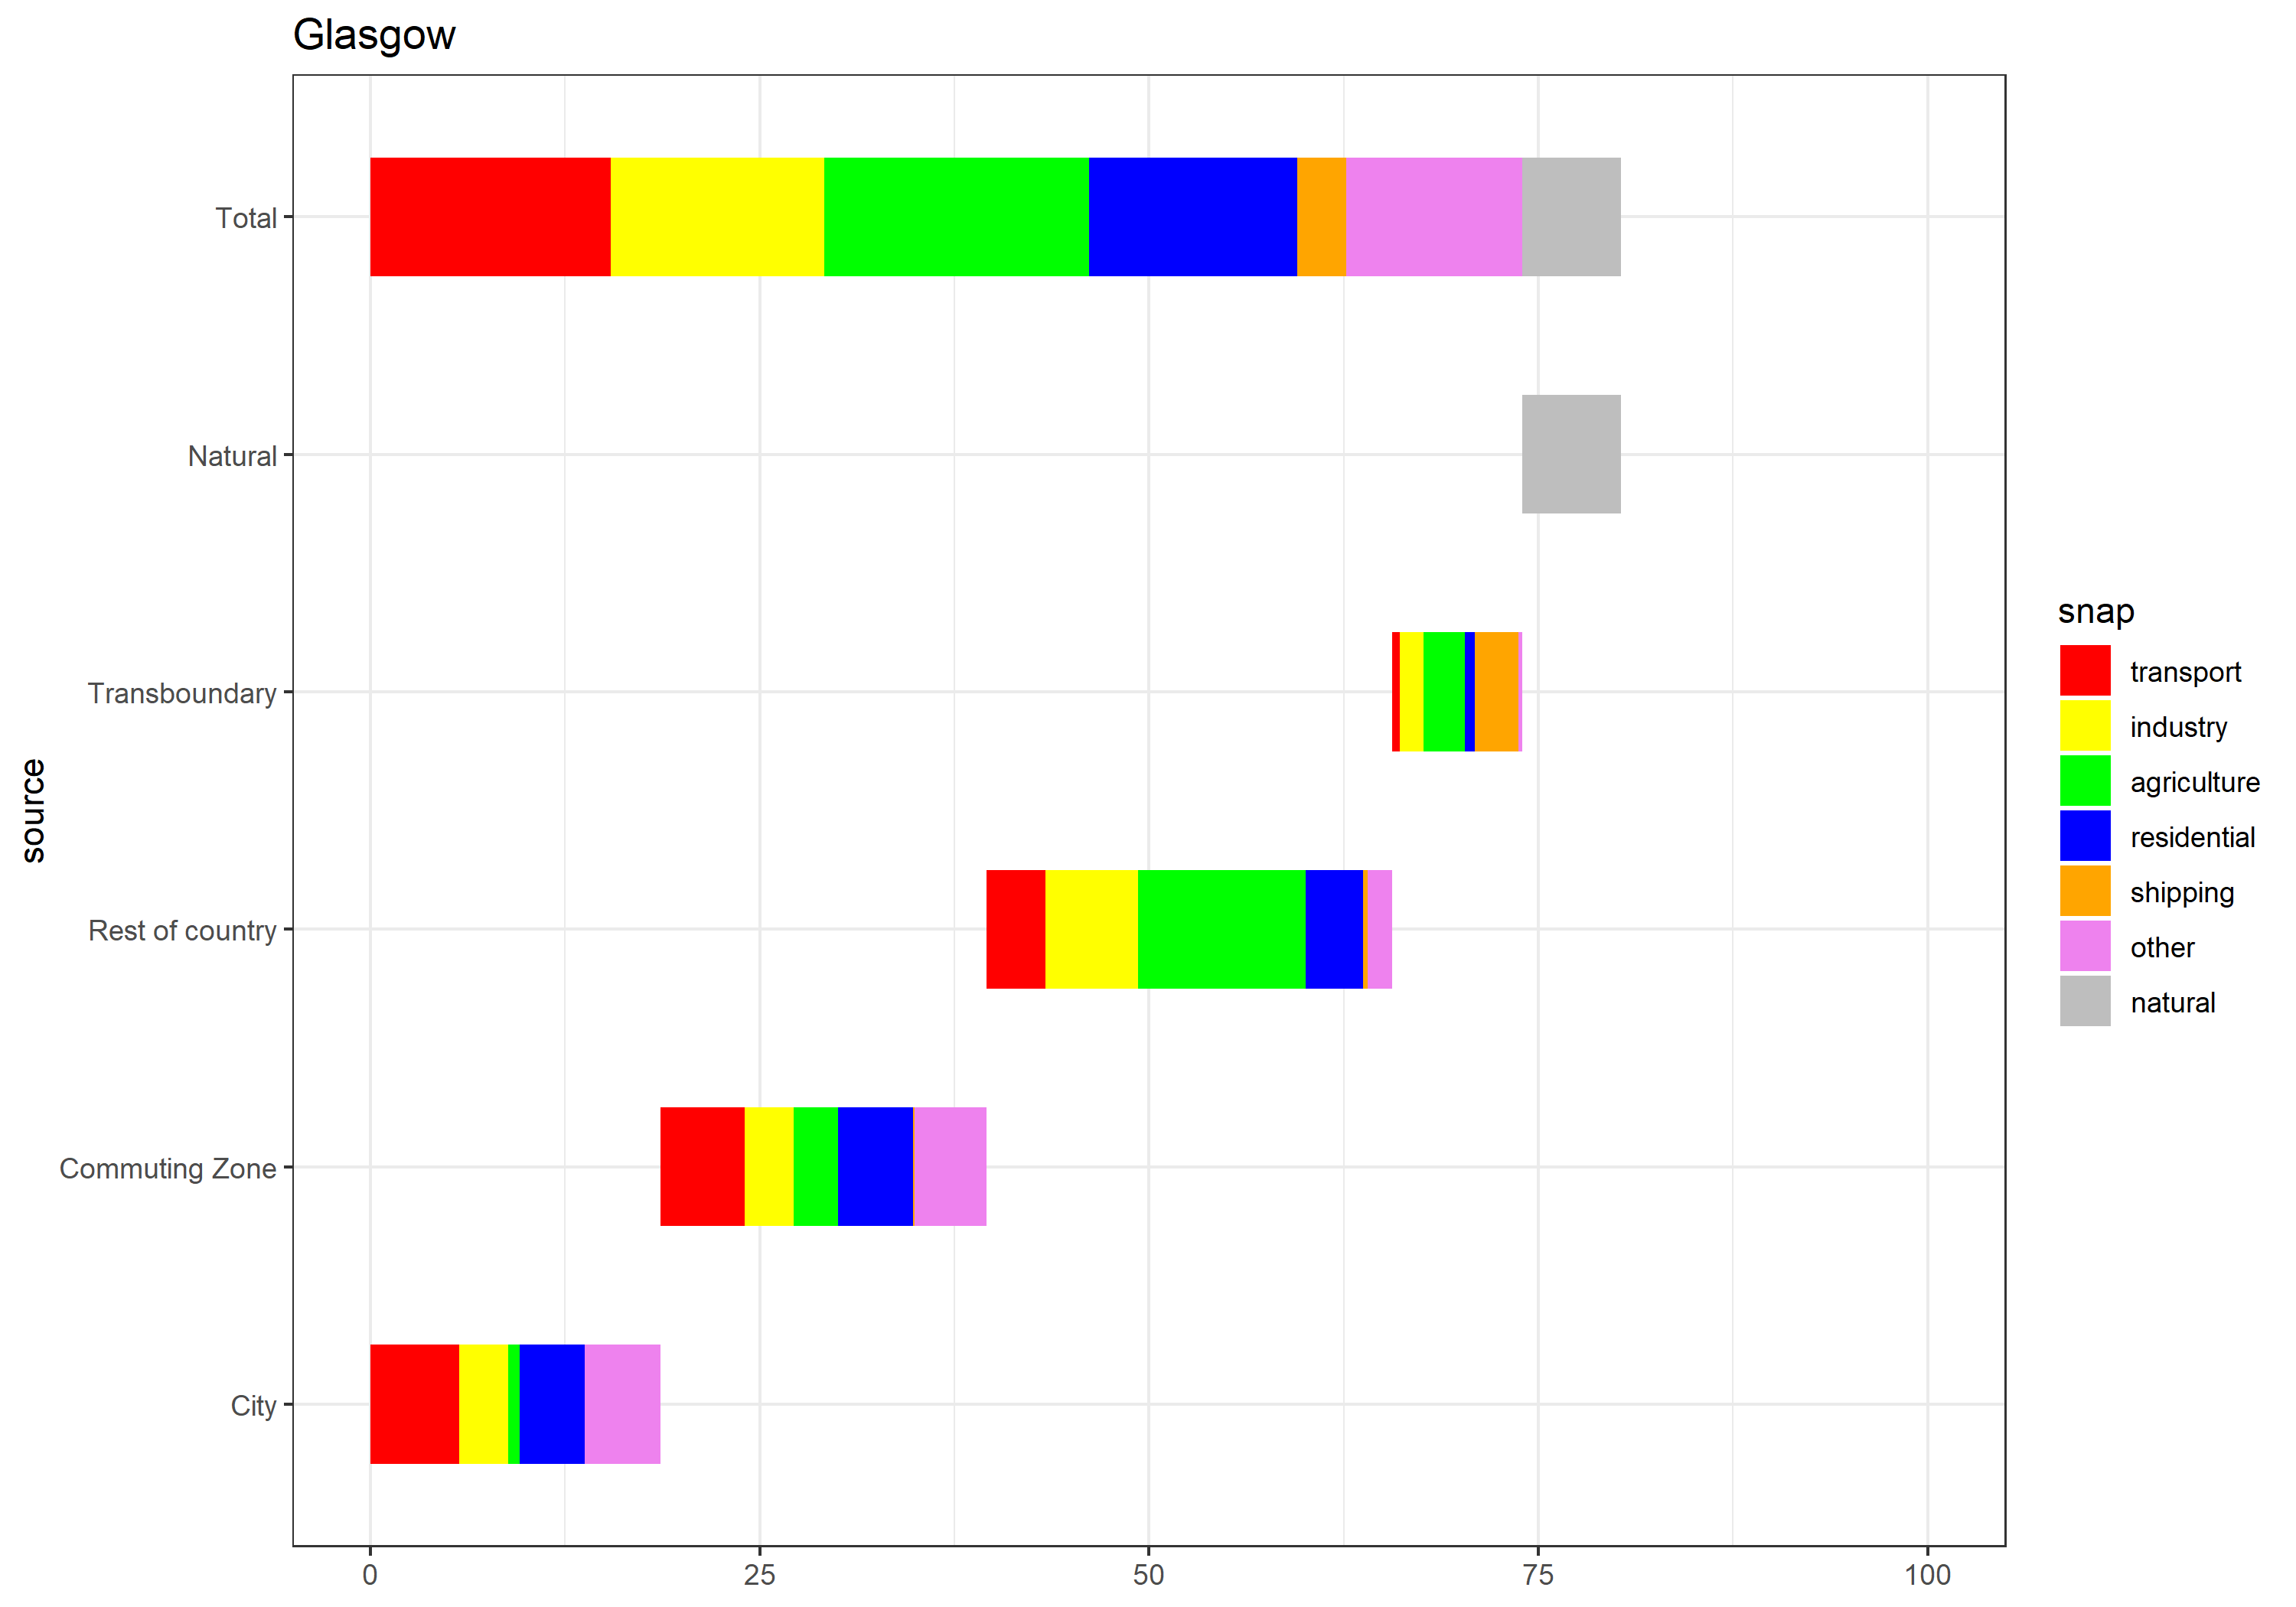 Glasgow
Total
Natural
Transboundary
Rest of country
Commuting Zone
City
source
0 25 50 75 100
snap
transport
industry
agriculture
residential
shipping
other
natural